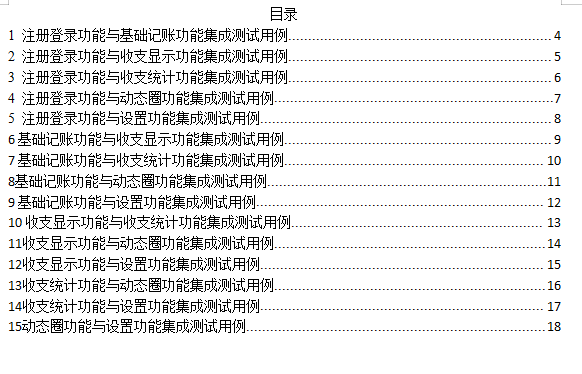 目录
1 注册登录功能与基础记账功能集成测试用例 4
2 注册登录功能与收支显示功能集成测试用例 5
3 注册登录功能与收支统计功能集成测试用例 6
4 注册登录功能与动态圈功能集成测试用例 7
5 注册登录功能与设置功能集成测试用例 8
6 基础记账功能与收支显示功能集成测试用例 9
7 基础记账功能与收支统计功能集成测试用例 10
8基础记账功能与动态圈功能集成测试用例 11
9 基础记账功能与设置功能集成测试用例 12
10 收支显示功能与收支统计功能集成测试用例 13
11收支显示功能与动态圈功能集成测试用例 14
12收支显示功能与设置功能集成测试用例 15
13收支统计功能与动态圈功能集成测试用例 16
14收支统计功能与设置功能集成测试用例 17
15动态圈功能与设置功能集成测试用例 18